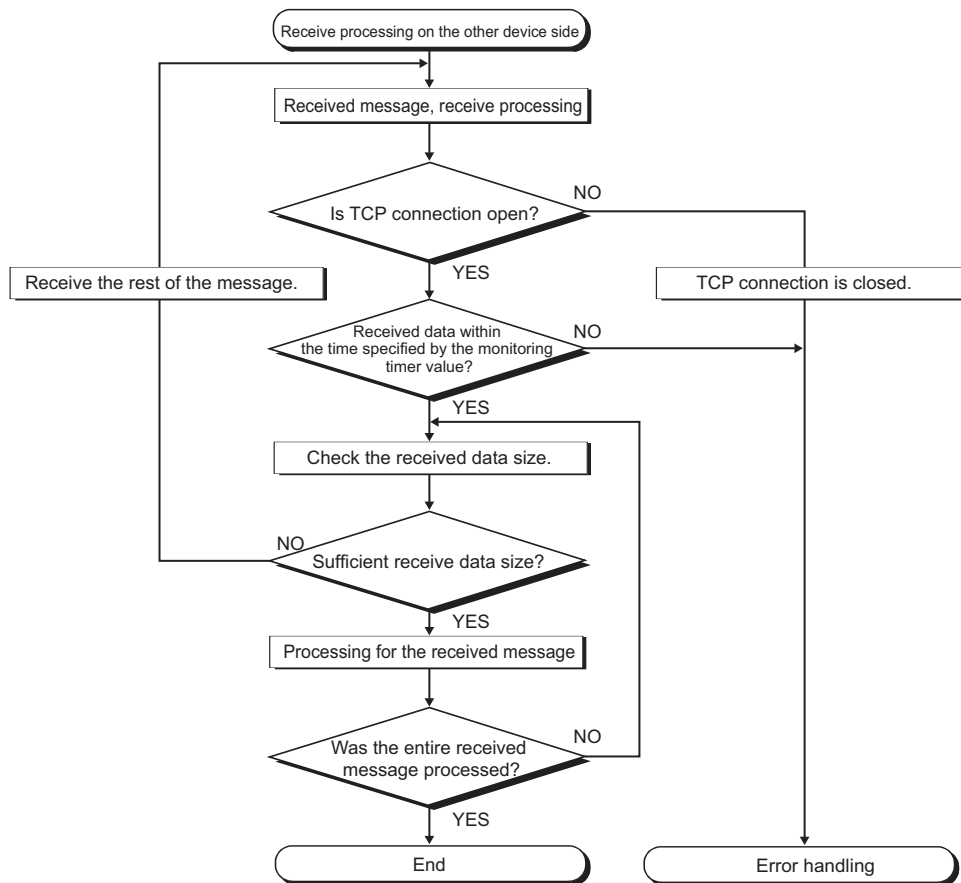 Receive processing on the other device side
Received message, receive processing
Is TCP connection open?
NO
YES
Receive the rest of the message.
TCP connection is closed.
Received data within
the time specified by the monitoring
timer value?
NO
YES
Check the received data size.
NO
Sufficient receive data size?
YES
Processing for the received message
Was the entire received
message processed?
NO
YES
End
Error handling